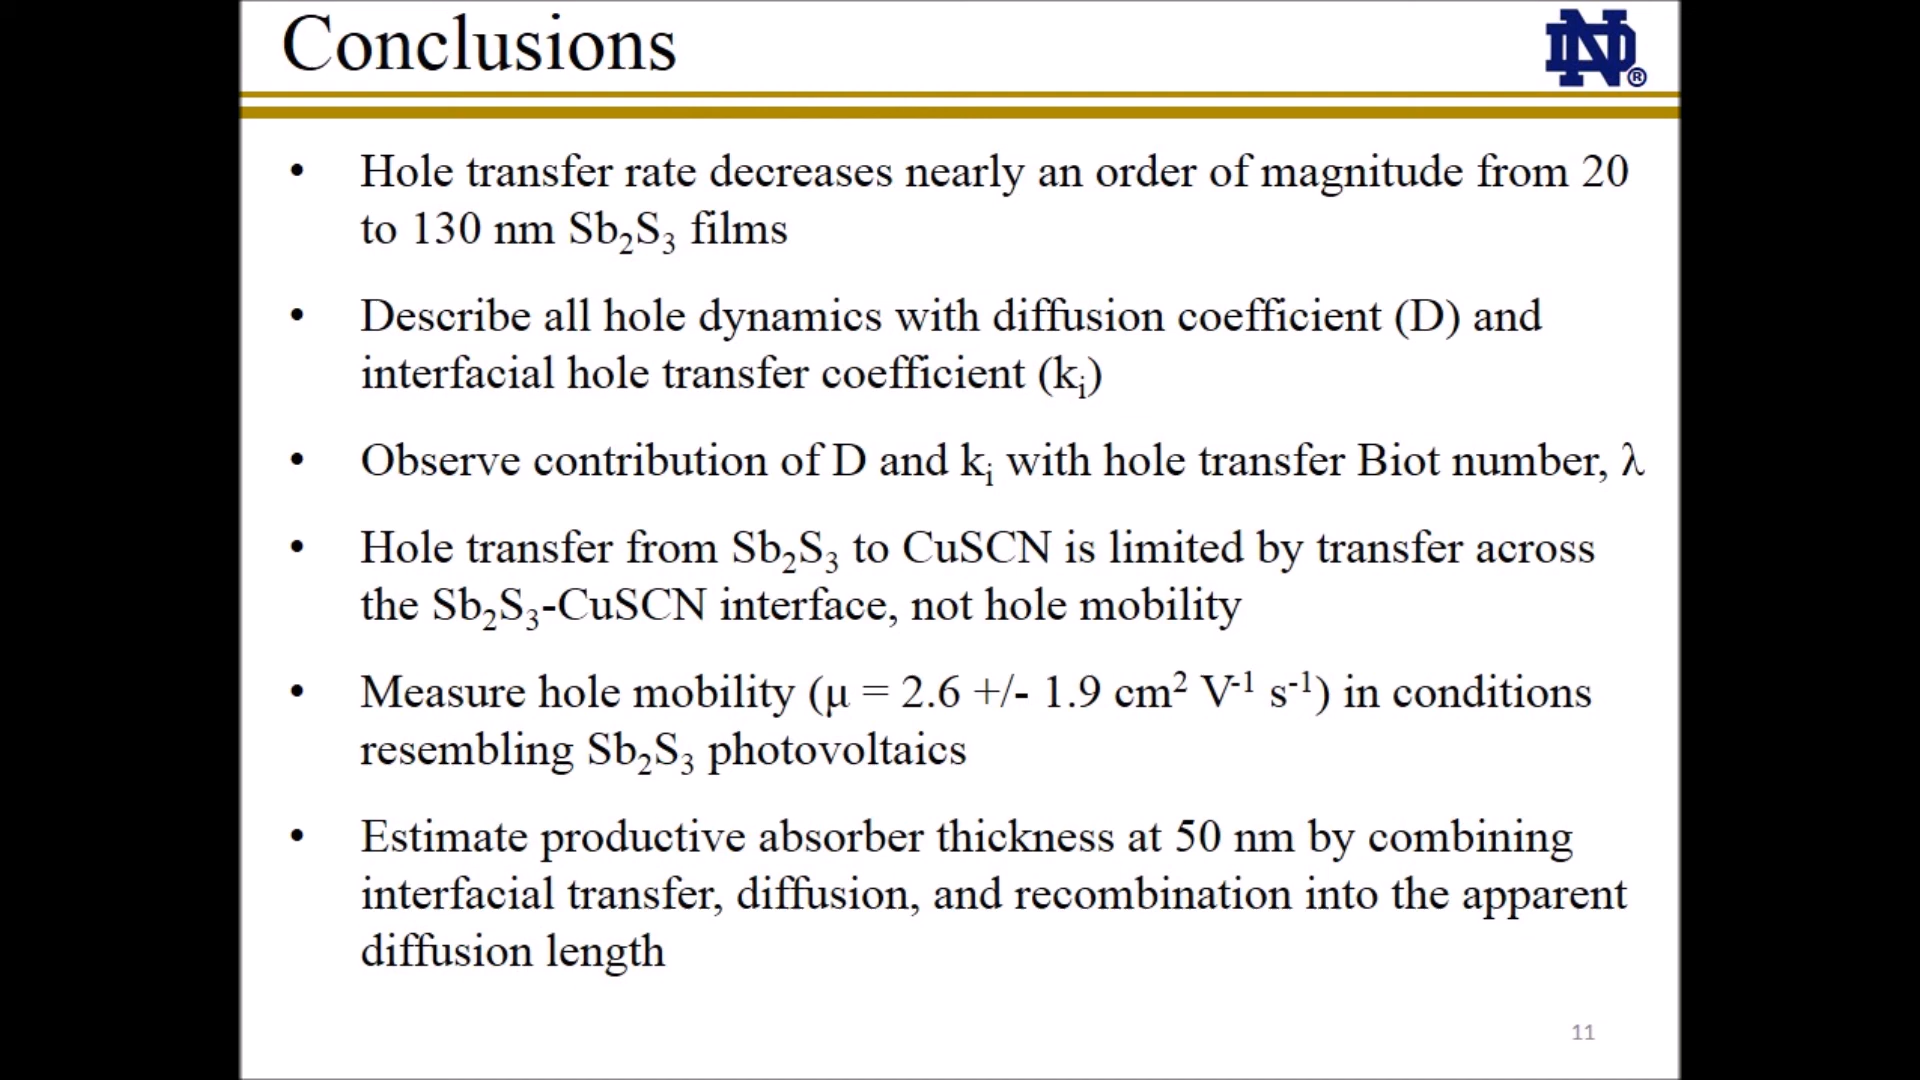 Conclusions
ND®
• Hole transfer rate decreases nearly an order of magnitude from 20
to 130 nm Sb₂S₃ films
• Describe all hole dynamics with diffusion coefficient (D) and
interfacial hole transfer coefficient (kᵢ)
• Observe contribution of D and kᵢ with hole transfer Biot number, λ
• Hole transfer from Sb₂S₃ to CuSCN is limited by transfer across
the Sb₂S₃-CuSCN interface, not hole mobility
• Measure hole mobility (μ = 2.6 +/- 1.9 cm² V⁻¹ s⁻¹) in conditions
resembling Sb₂S₃ photovoltaics
• Estimate productive absorber thickness at 50 nm by combining
interfacial transfer, diffusion, and recombination into the apparent
diffusion length
11